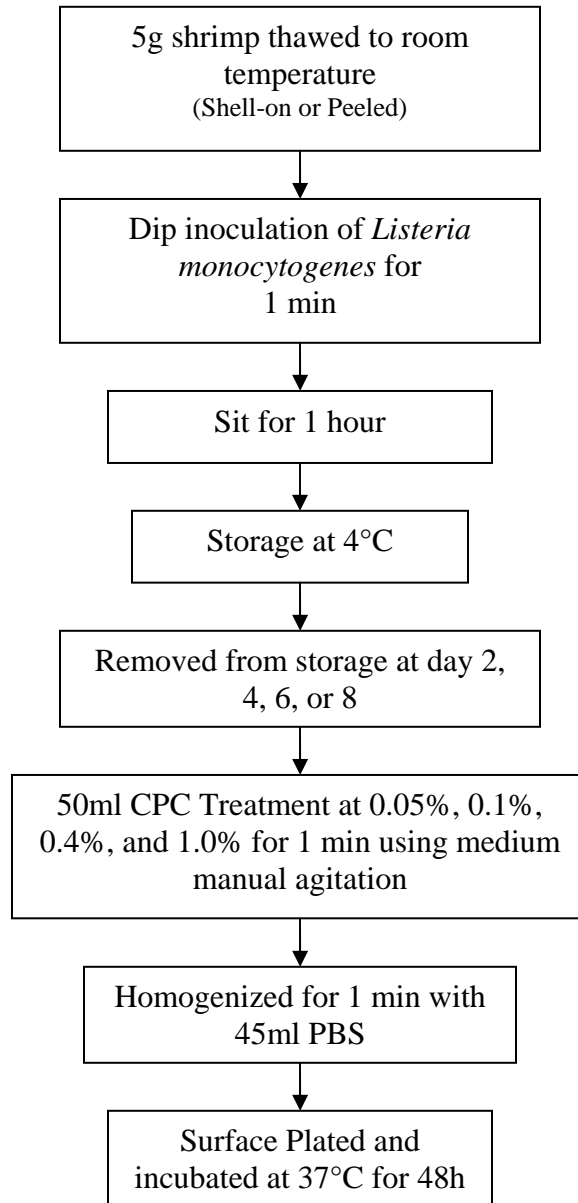 5g shrimp thawed to room
temperature
(Shell-on or Peeled)
Dip inoculation of Listeria
monocytogenes for
1 min
Sit for 1 hour
Storage at 4°C
Removed from storage at day 2,
4, 6, or 8
50ml CPC Treatment at 0.05%, 0.1%,
0.4%, and 1.0% for 1 min using medium
manual agitation
Homogenized for 1 min with
45ml PBS
Surface Plated and
incubated at 37°C for 48h